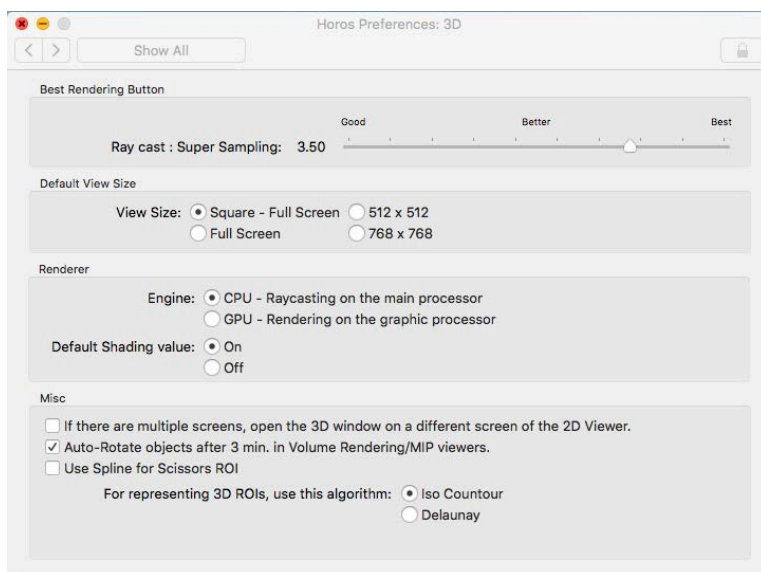 Horos Preferences: 3D
Show All
Best Rendering Button
Good Better Best
Ray cast : Super Sampling: 3.50
Default View Size
View Size: Square - Full Screen 512 x 512
Full Screen 768 x 768
Renderer
Engine: CPU - Raycasting on the main processor
GPU - Rendering on the graphic processor
Default Shading value: On
Off
Misc
If there are multiple screens, open the 3D window on a different screen of the 2D Viewer.
Auto-Rotate objects after 3 min. in Volume Rendering/MIP viewers.
Use Spline for Scissors ROI
For representing 3D ROIs, use this algorithm: Iso Countour
Delaunay